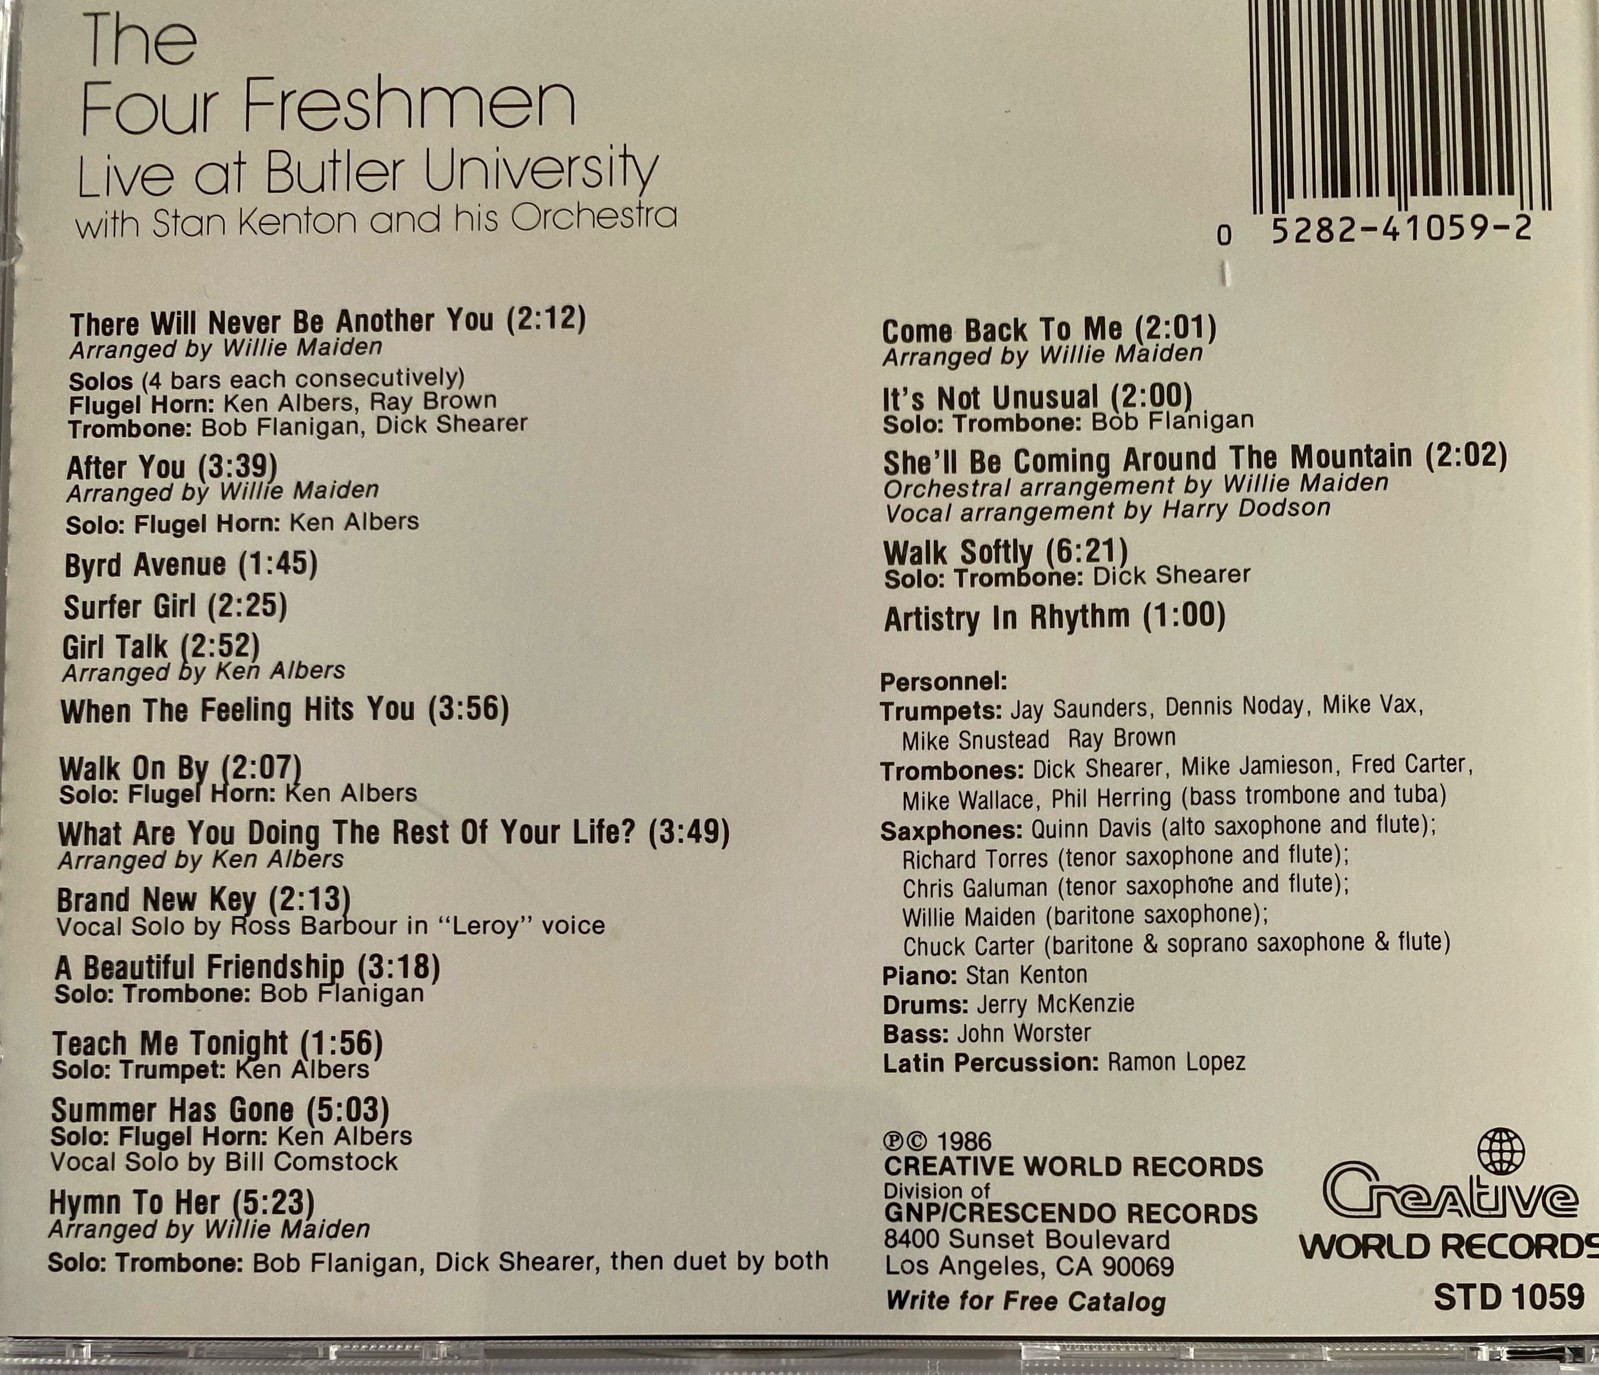 The
Four Freshmen
Live at Butler University
with Stan Kenton and his Orchestra
0 5282-41059-2
There Will Never Be Another You (2:12)
Arranged by Willie Maiden
Solos (4 bars each consecutively)
Flugel Horn: Ken Albers, Ray Brown
Trombone: Bob Flanigan, Dick Shearer
After You (3:39)
Arranged by Willie Maiden
Solo: Flugel Horn: Ken Albers
Byrd Avenue (1:45)
Surfer Girl (2:25)
Girl Talk (2:52)
Arranged by Ken Albers
When The Feeling Hits You (3:56)
Walk On By (2:07)
Solo: Flugel Horn: Ken Albers
What Are You Doing The Rest Of Your Life? (3:49)
Arranged by Ken Albers
Brand New Key (2:13)
Vocal Solo by Ross Barbour in “Leroy” voice
A Beautiful Friendship (3:18)
Solo: Trombone: Bob Flanigan
Teach Me Tonight (1:56)
Solo: Trumpet: Ken Albers
Summer Has Gone (5:03)
Solo: Flugel Horn: Ken Albers
Vocal Solo by Bill Comstock
Hymn To Her (5:23)
Arranged by Willie Maiden
Solo: Trombone: Bob Flanigan, Dick Shearer, then duet by both
Come Back To Me (2:01)
Arranged by Willie Maiden
It's Not Unusual (2:00)
Solo: Trombone: Bob Flanigan
She'll Be Coming Around The Mountain (2:02)
Orchestral arrangement by Willie Maiden
Vocal arrangement by Harry Dodson
Walk Softly (6:21)
Solo: Trombone: Dick Shearer
Artistry In Rhythm (1:00)
Personnel:
Trumpets: Jay Saunders, Dennis Noday, Mike Vax,
Mike Snustead Ray Brown
Trombones: Dick Shearer, Mike Jamieson, Fred Carter,
Mike Wallace, Phil Herring (bass trombone and tuba)
Saxphones: Quinn Davis (alto saxophone and flute);
Richard Torres (tenor saxophone and flute);
Chris Galuman (tenor saxophone and flute);
Willie Maiden (baritone saxophone);
Chuck Carter (baritone & soprano saxophone & flute)
Piano: Stan Kenton
Drums: Jerry McKenzie
Bass: John Worster
Latin Percussion: Ramon Lopez
℗© 1986
CREATIVE WORLD RECORDS
Division of
GNP/CRESCENDO RECORDS
8400 Sunset Boulevard
Los Angeles, CA 90069
Write for Free Catalog
Creative
WORLD RECORDS
STD 1059